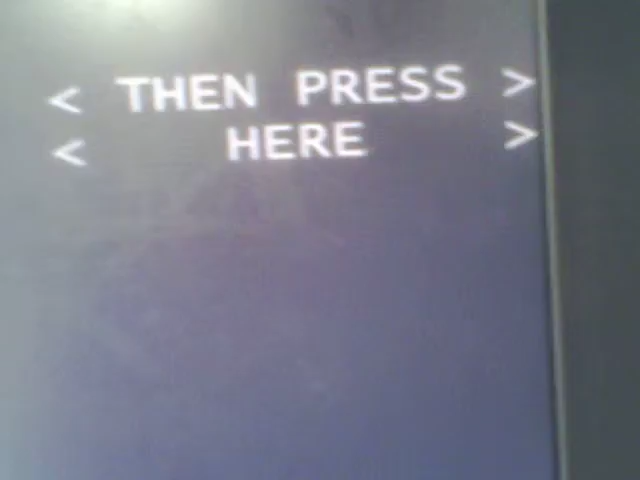 < THEN PRESS >
< HERE >